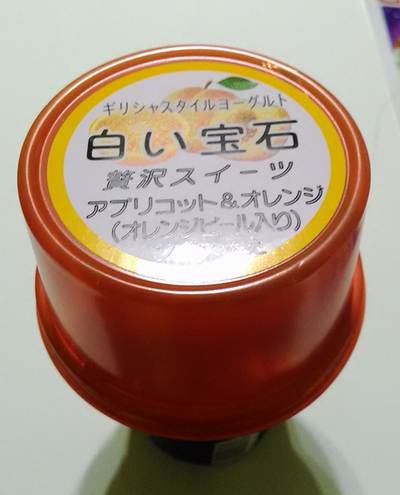 ギリシャスタイルヨーグルト
白い宝石
贅沢スイーツ
アプリコット&オレンジ
(オレンジピール入り)